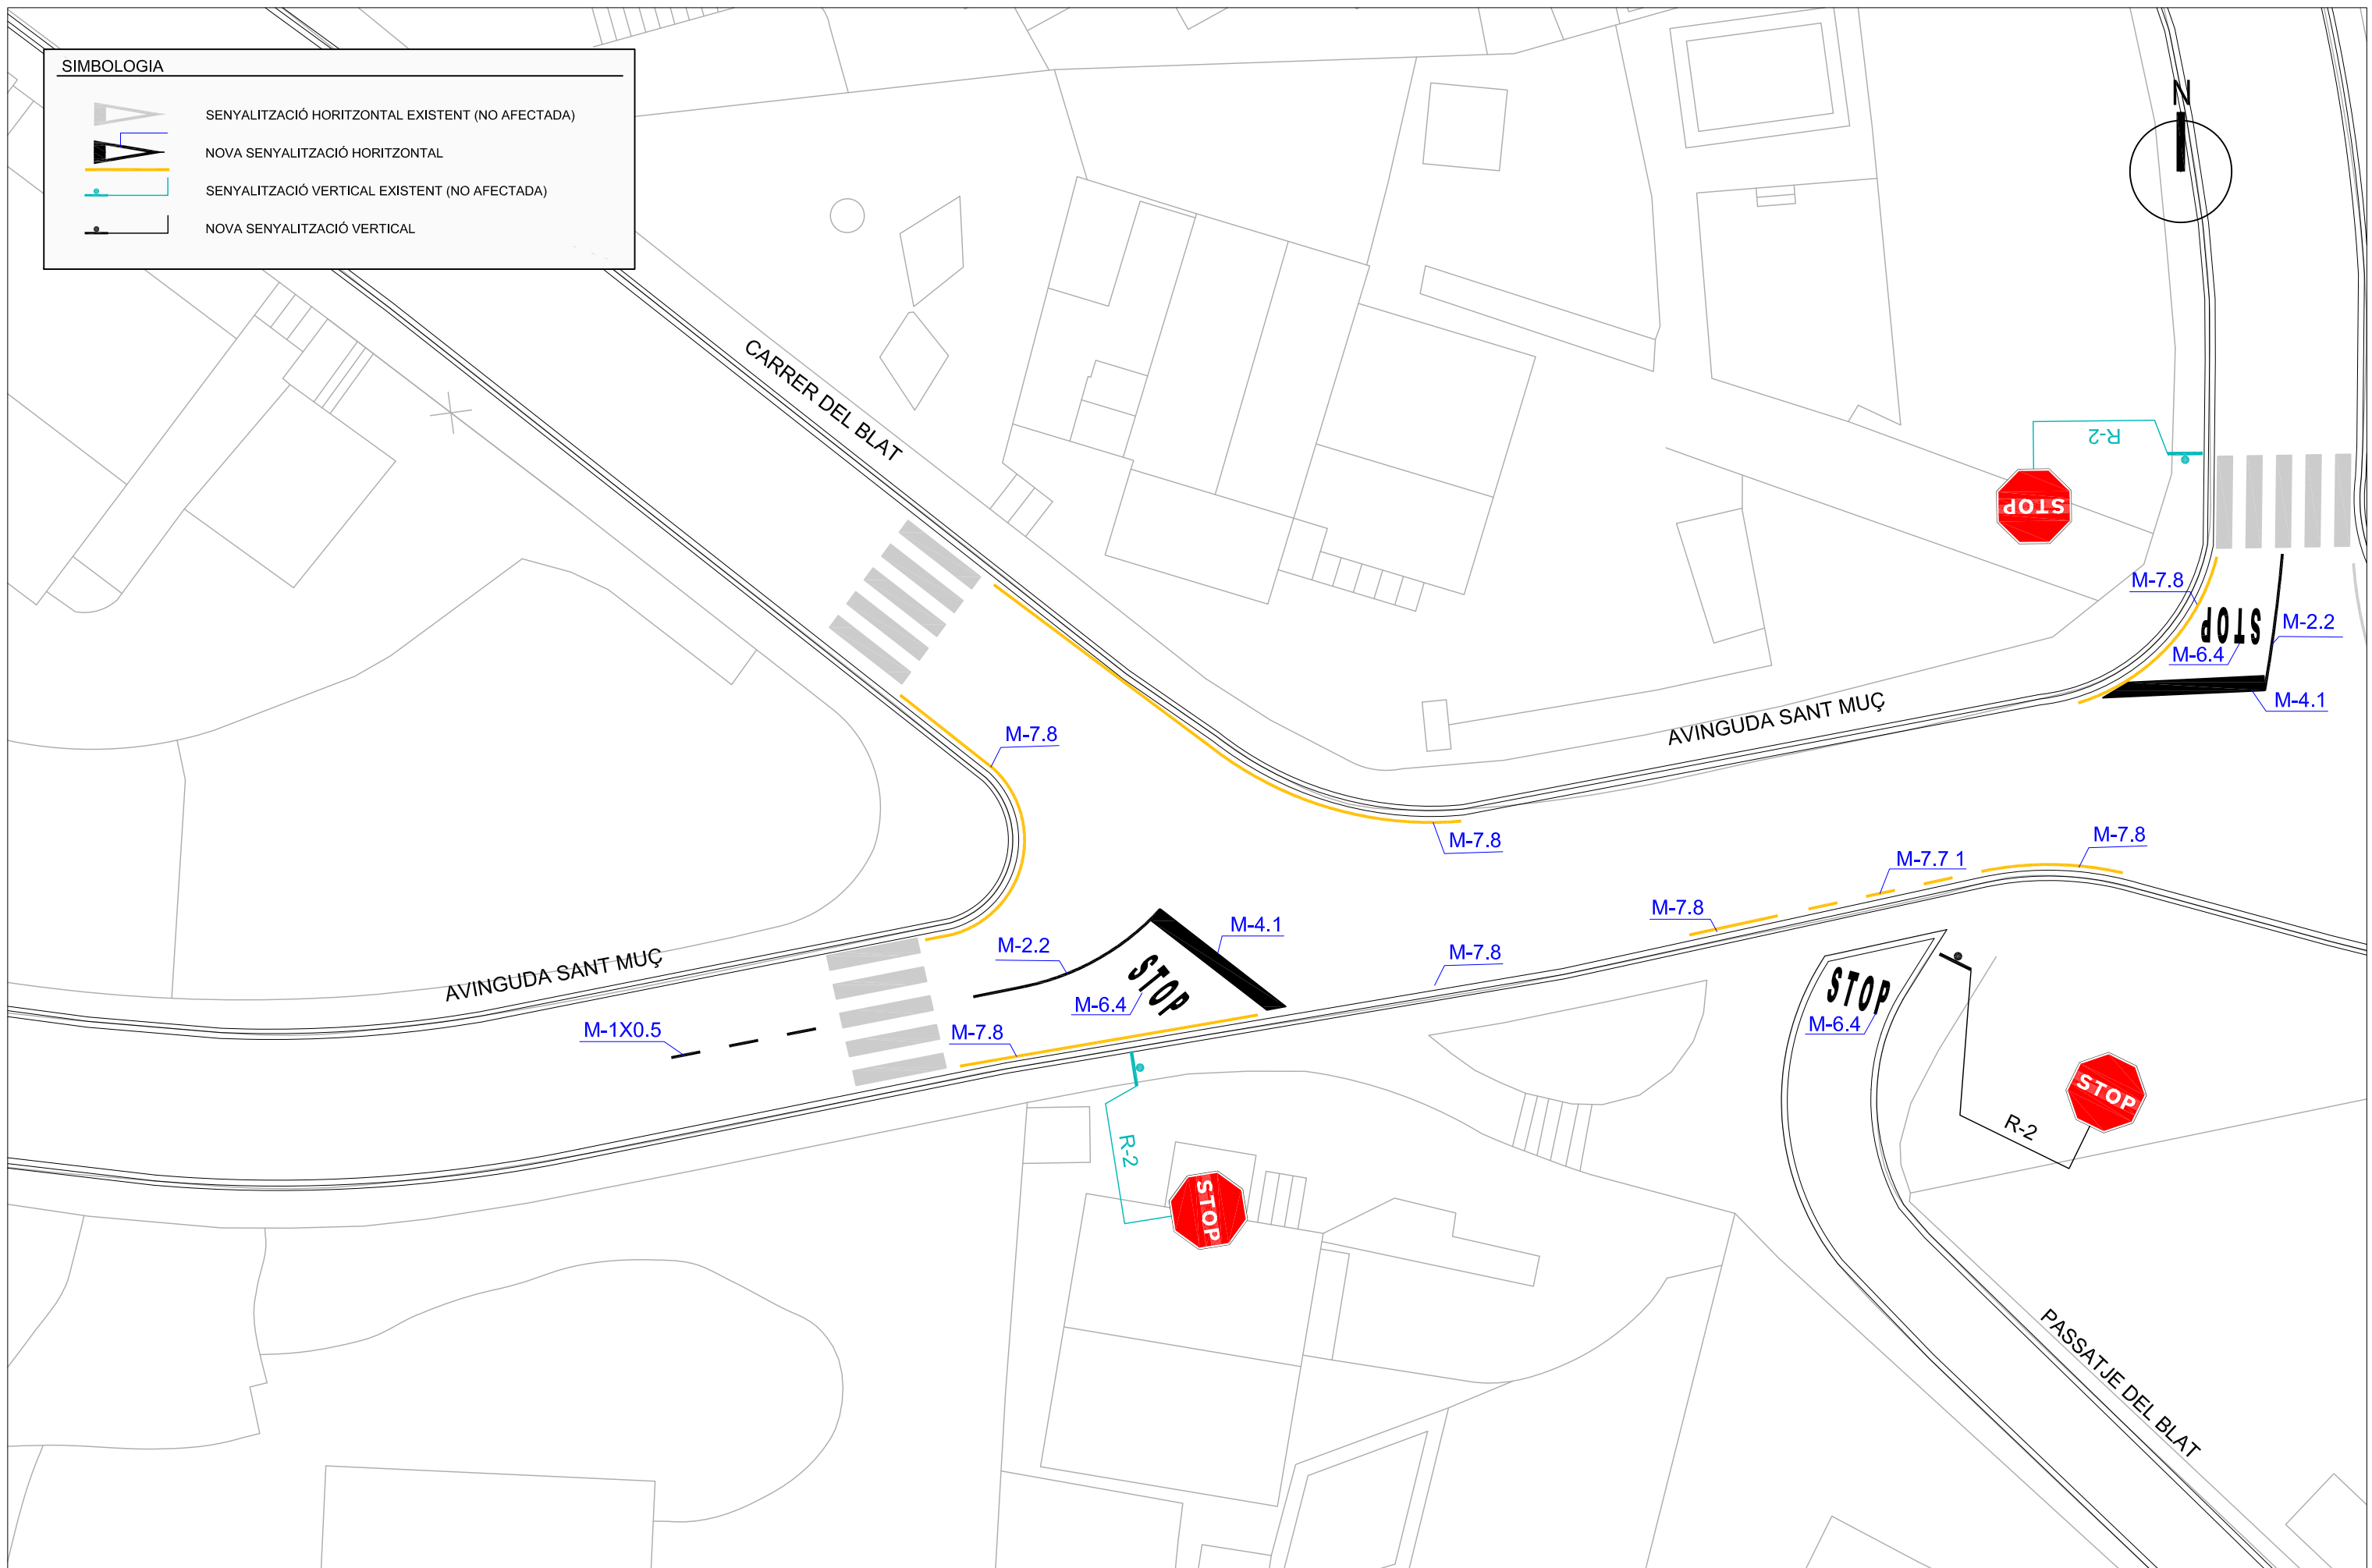 SIMBOLOGIA
SENYALITZACIÓ HORITZONTAL EXISTENT (NO AFECTADA)
NOVA SENYALITZACIÓ HORITZONTAL
SENYALITZACIÓ VERTICAL EXISTENT (NO AFECTADA)
NOVA SENYALITZACIÓ VERTICAL
N
CARRER DEL BLAT
R-2
STOP
M-7.8
STOP
M-2.2
M-6.4
M-4.1
AVINGUDA SANT MUÇ
M-7.8
M-7.8
M-7.8
M-7.7 1
M-7.8
M-4.1
M-2.2
M-7.8
AVINGUDA SANT MUÇ
STOP
M-6.4
STOP
M-6.4
M-1X0.5
M-7.8
STOP
R-2
R-2
STOP
PASSATJE DEL BLAT